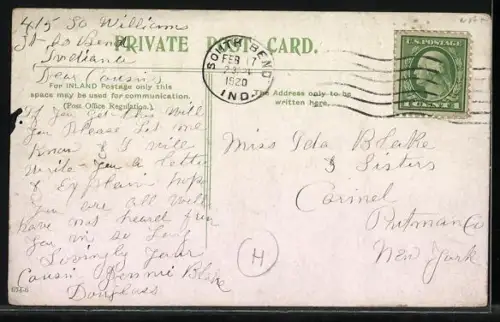 415 So Williams
St So Bend
Indiana
PRIVATE POST CARD.
Dear Cousins
For INLAND Postage only this
space may be used for communication.
(Post Office Regulation.)
The Address only to be
written here.
SOUTH BEND
FEB 17
1920
IND.
U.S. POSTAGE
1 CENT 1
If you get this will
you Please let me
know & I will
write you a letter
& Explain hope
you are all well
have not heard from
you in so long
Lovingly your
Cousin Bennie Blake
Douglass
Miss Ida Blake
& Sisters
Carmel
Putman Co
New York
H